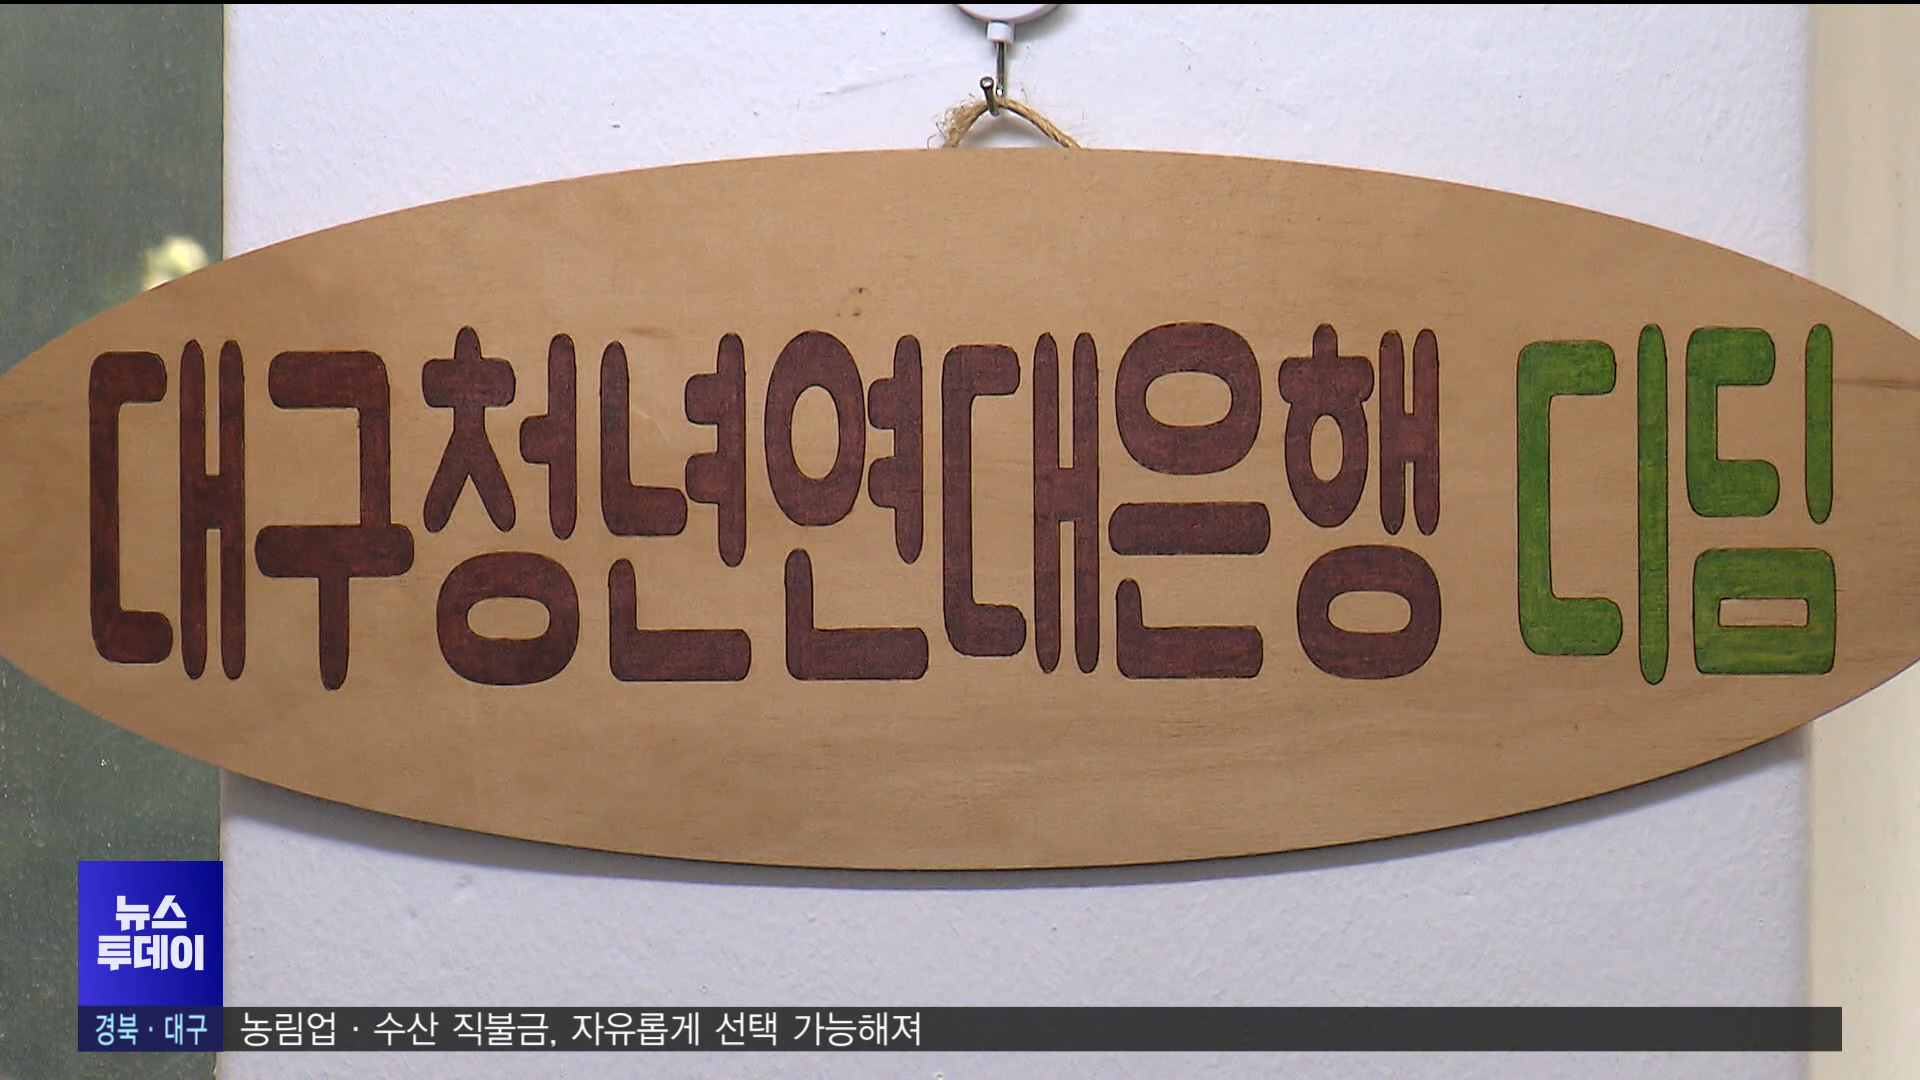 대구청년연대은행 디딤
뉴스
투데이
경북·대구 농림업·수산 직불금, 자유롭게 선택 가능해져